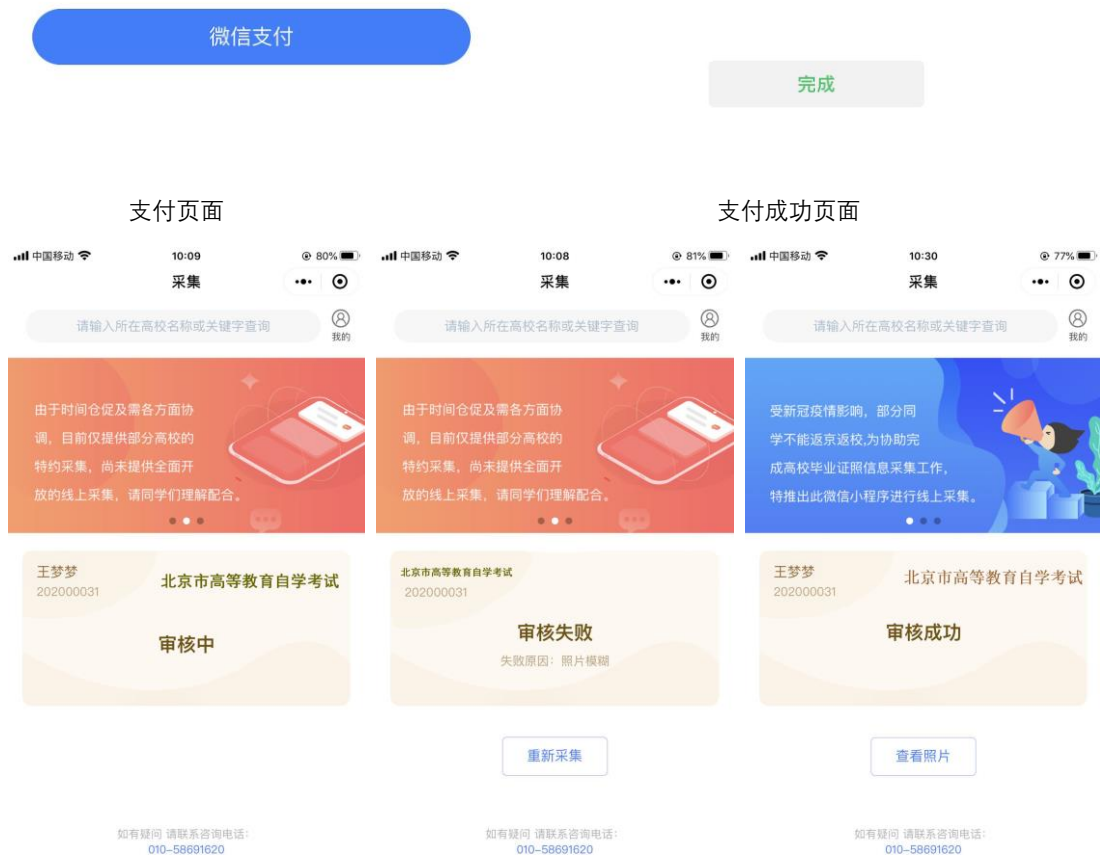 微信支付
完成
支付页面
支付成功页面
中国移动
10:09
80%
采集
请输入所在高校名称或关键字查询
我的
由于时间仓促及需各方面协
调，目前仅提供部分高校的
特约采集，尚未提供全面开
放的线上采集，请同学们理解配合。
王梦梦
202000031
北京市高等教育自学考试
审核中
如有疑问 请联系咨询电话：
010-58691620
中国移动
10:08
81%
采集
请输入所在高校名称或关键字查询
我的
由于时间仓促及需各方面协
调，目前仅提供部分高校的
特约采集，尚未提供全面开
放的线上采集，请同学们理解配合。
北京市高等教育自学考试
202000031
审核失败
失败原因：照片模糊
重新采集
如有疑问 请联系咨询电话：
010-58691620
中国移动
10:30
77%
采集
请输入所在高校名称或关键字查询
我的
受新冠疫情影响，部分同
学不能返京返校,为协助完
成高校毕业证照信息采集工作，
特推出此微信小程序进行线上采集。
王梦梦
202000031
北京市高等教育自学考试
审核成功
查看照片
如有疑问 请联系咨询电话：
010-58691620